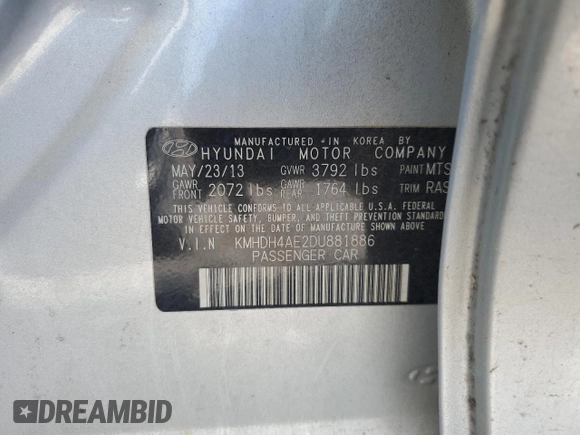 MANUFACTURED IN KOREA BY
HYUNDAI MOTOR COMPANY
MAY/23/13 GVWR 3792 lbs PAINT MTS
GAWR FRONT 2072 lbs GAWR REAR 1764 lbs TRIM RAS
THIS VEHICLE CONFORMS TO ALL APPLICABLE U.S.A. FEDERAL
MOTOR VEHICLE SAFETY, BUMPER, AND THEFT PREVENTION STANDARDS
IN EFFECT ON THE DATE OF MANUFACTURE SHOWN ABOVE.
V.I.N KMHDH4AE2DU881886
PASSENGER CAR
DREAMBID